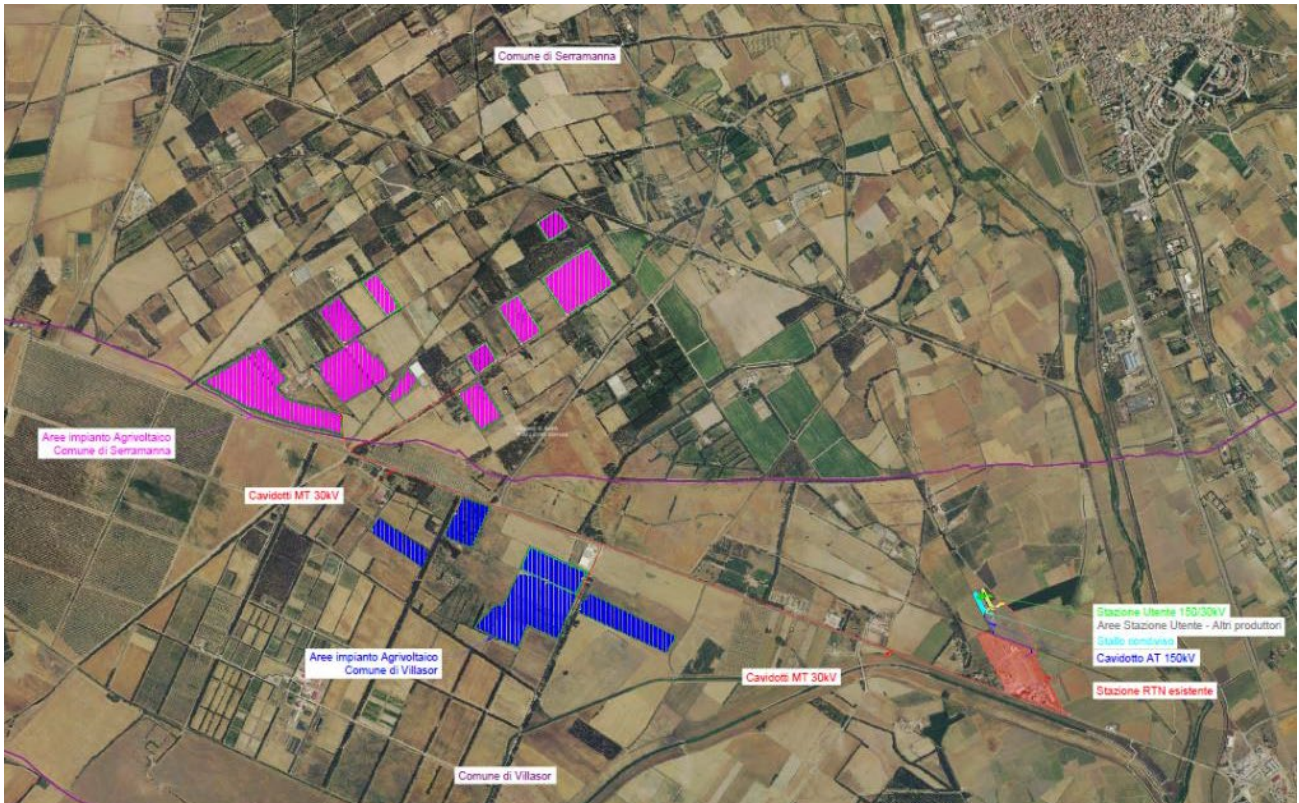 Comune di Serramanna
Aree impianto Agrivoltaico
Comune di Serramanna
Cavidotti MT 30kV
Aree impianto Agrivoltaico
Comune di Villasor
Cavidotti MT 30kV
Stazione Utente 150/30kV
Aree Stazione Utente - Altri produttori
Stallo condiviso
Cavidotto AT 150kV
Stazione RTN esistente
Comune di Villasor